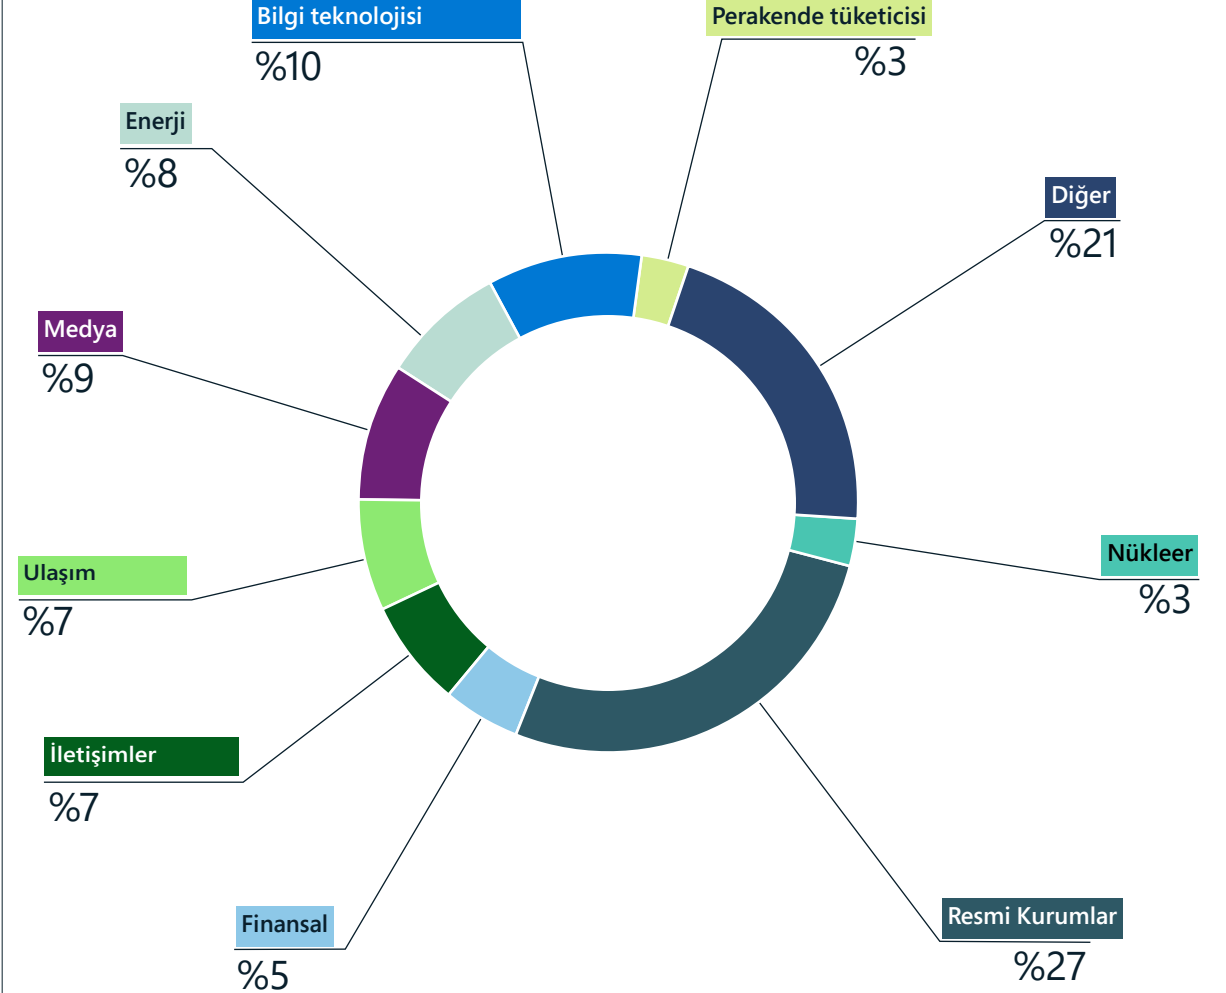 Bilgi teknolojisi
%10
Perakende tüketicisi
%3
Enerji
%8
Diğer
%21
Medya
%9
Nükleer
%3
Ulaşım
%7
İletişimler
%7
Resmi Kurumlar
%27
Finansal
%5